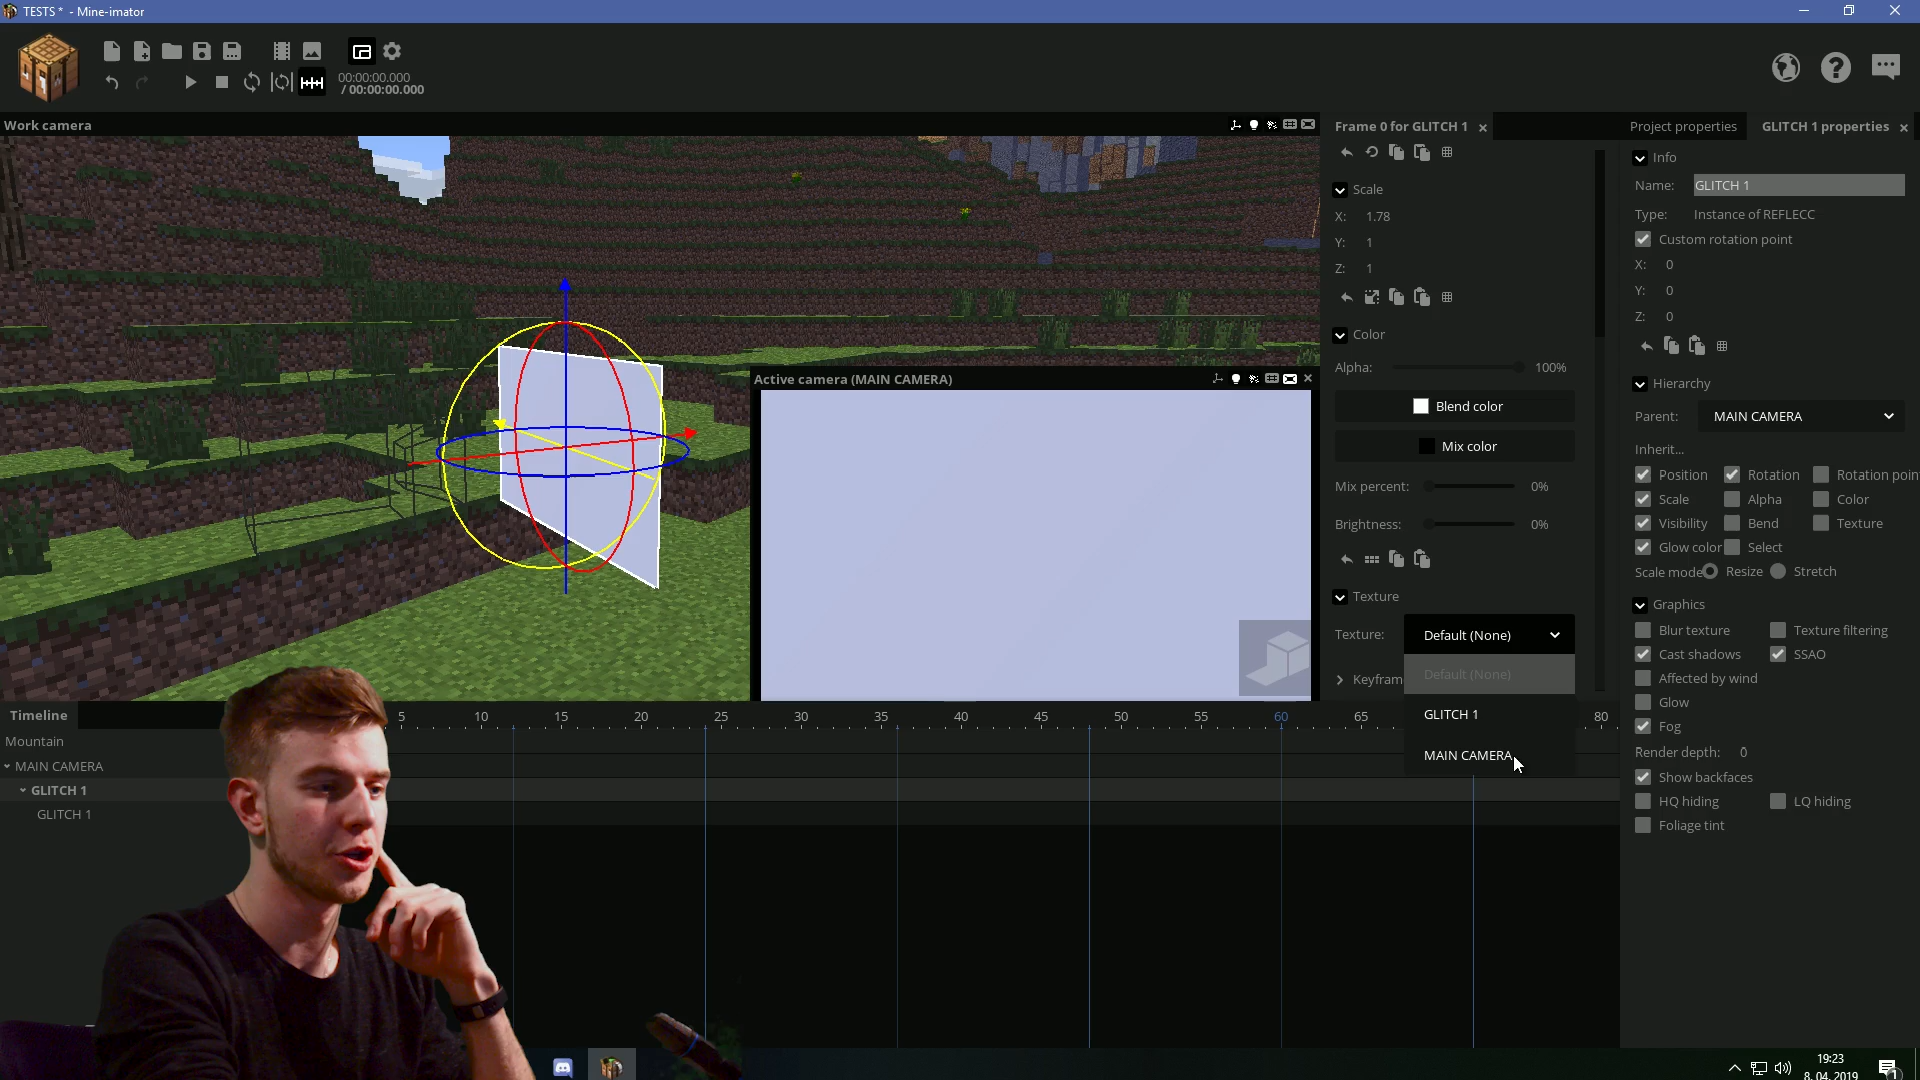 TESTS * - Mine-imator
00:00:00.000
/ 00:00:00.000
Work camera
Active camera (MAIN CAMERA)
Frame 0 for GLITCH 1
Scale
X: 1.78
Y: 1
Z: 1
Color
Alpha: 100%
Blend color
Mix color
Mix percent: 0%
Brightness: 0%
Texture
Texture: Default (None)
Default (None)
Keyfram
GLITCH 1
MAIN CAMERA
Project properties
GLITCH 1 properties
Info
Name: GLITCH 1
Type: Instance of REFLECC
Custom rotation point
X: 0
Y: 0
Z: 0
Hierarchy
Parent: MAIN CAMERA
Inherit...
Position Rotation Rotation poin
Scale Alpha Color
Visibility Bend Texture
Glow color Select
Scale mode Resize Stretch
Graphics
Blur texture Texture filtering
Cast shadows SSAO
Affected by wind
Glow
Fog
Render depth: 0
Show backfaces
HQ hiding LQ hiding
Foliage tint
Timeline
5 10 15 20 25 30 35 40 45 50 55 60 65 80
Mountain
MAIN CAMERA
GLITCH 1
GLITCH 1
19:23
8. 04. 2019
1